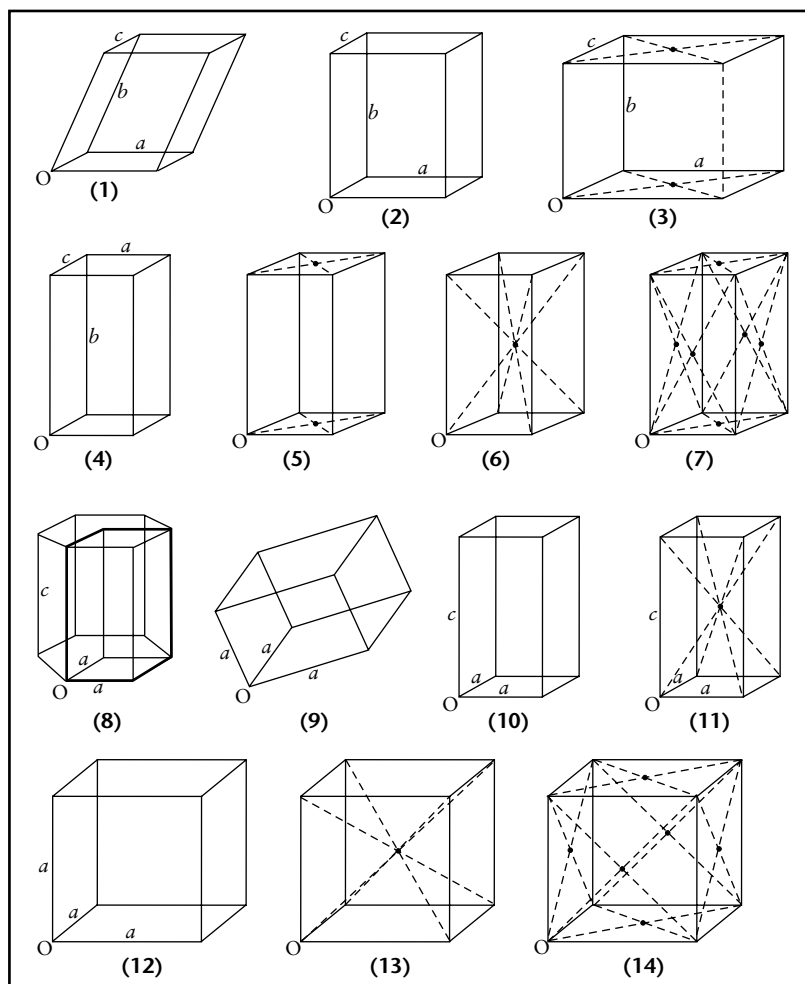 c
b
a
O
(1)
c
b
a
O
(2)
c
b
a
O
(3)
c
a
b
O
(4)
O
(5)
O
(6)
O
(7)
c
a
O
a
(8)
a
a
a
O
(9)
c
a
a
O
(10)
c
a
a
O
(11)
a
a
a
O
(12)
O
(13)
O
(14)